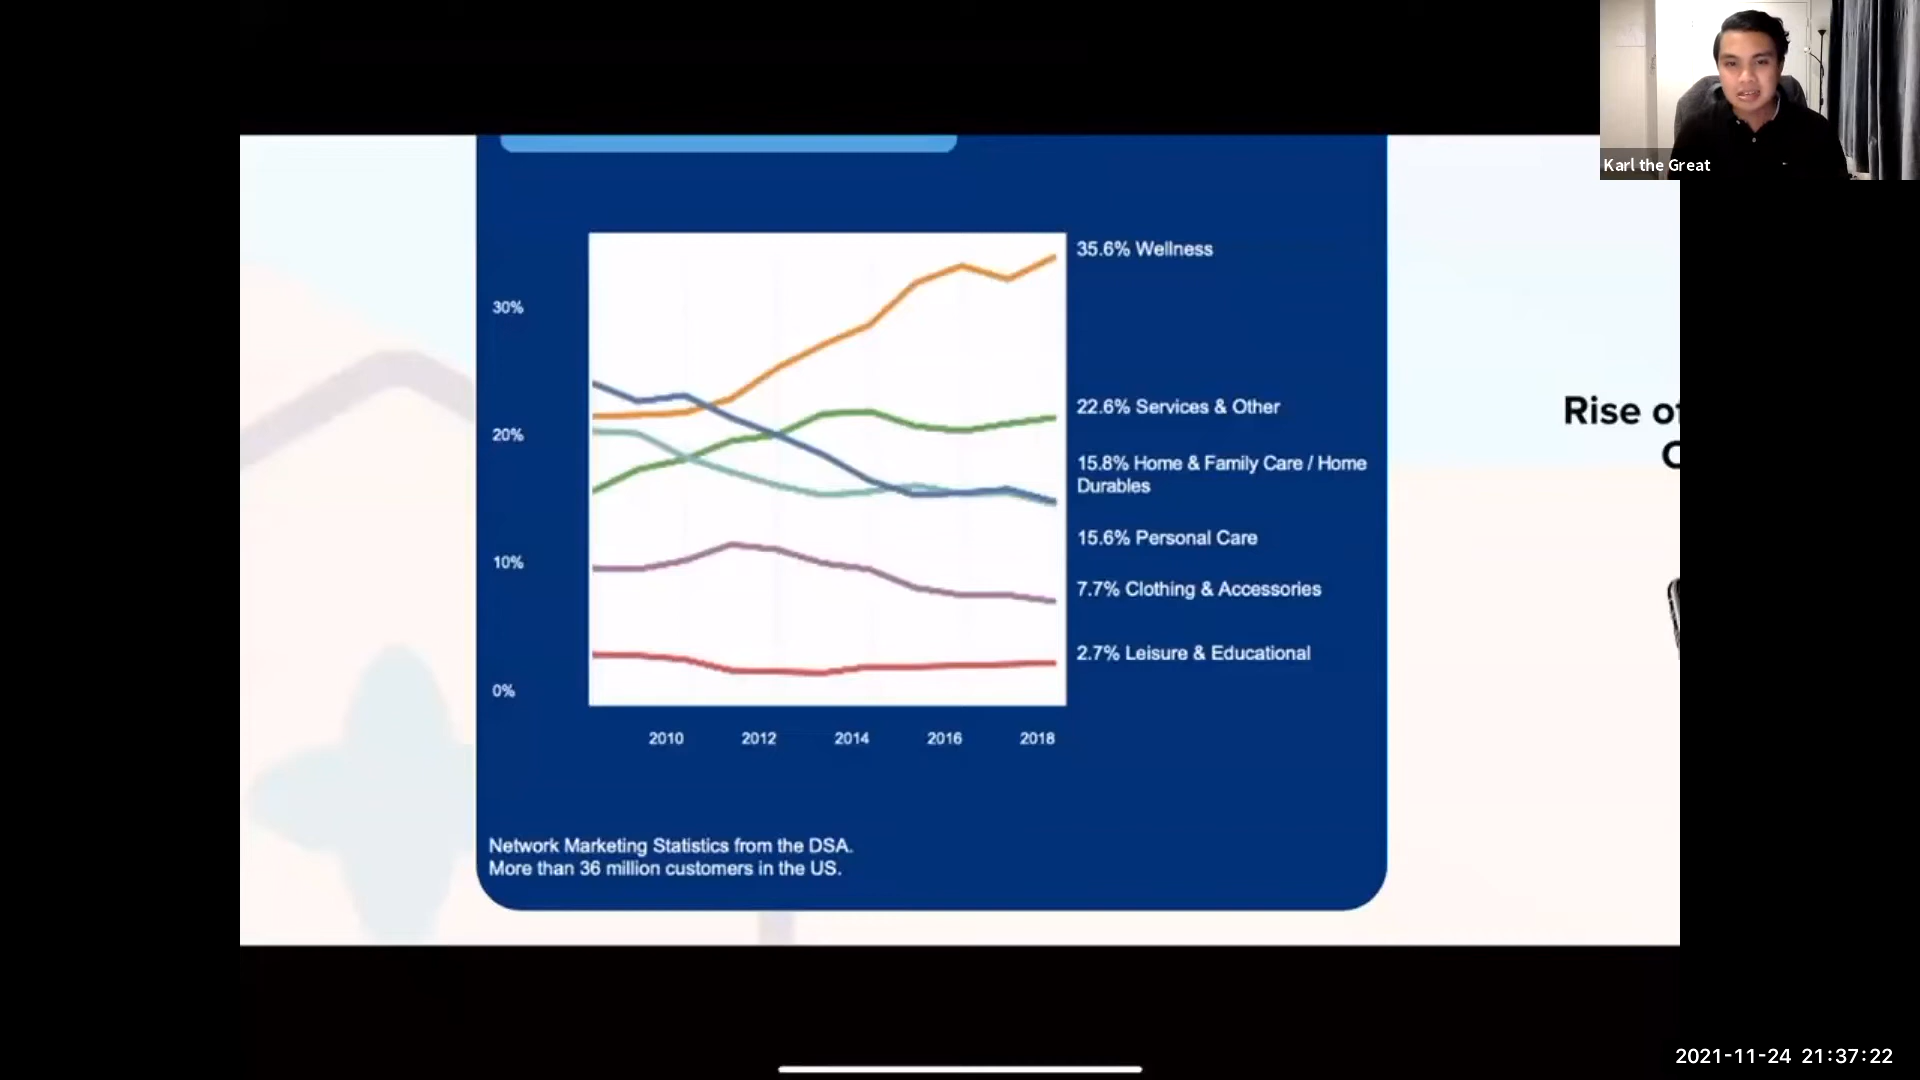 Karl the Great
35.6% Wellness
30%
22.6% Services & Other
Rise
20%
15.8% Home & Family Care / Home
Durables
15.6% Personal Care
10%
7.7% Clothing & Accessories
2.7% Leisure & Educational
0%
2010 2012 2014 2016 2018
Network Marketing Statistics from the DSA.
More than 36 million customers in the US.
2021-11-24 21:37:22